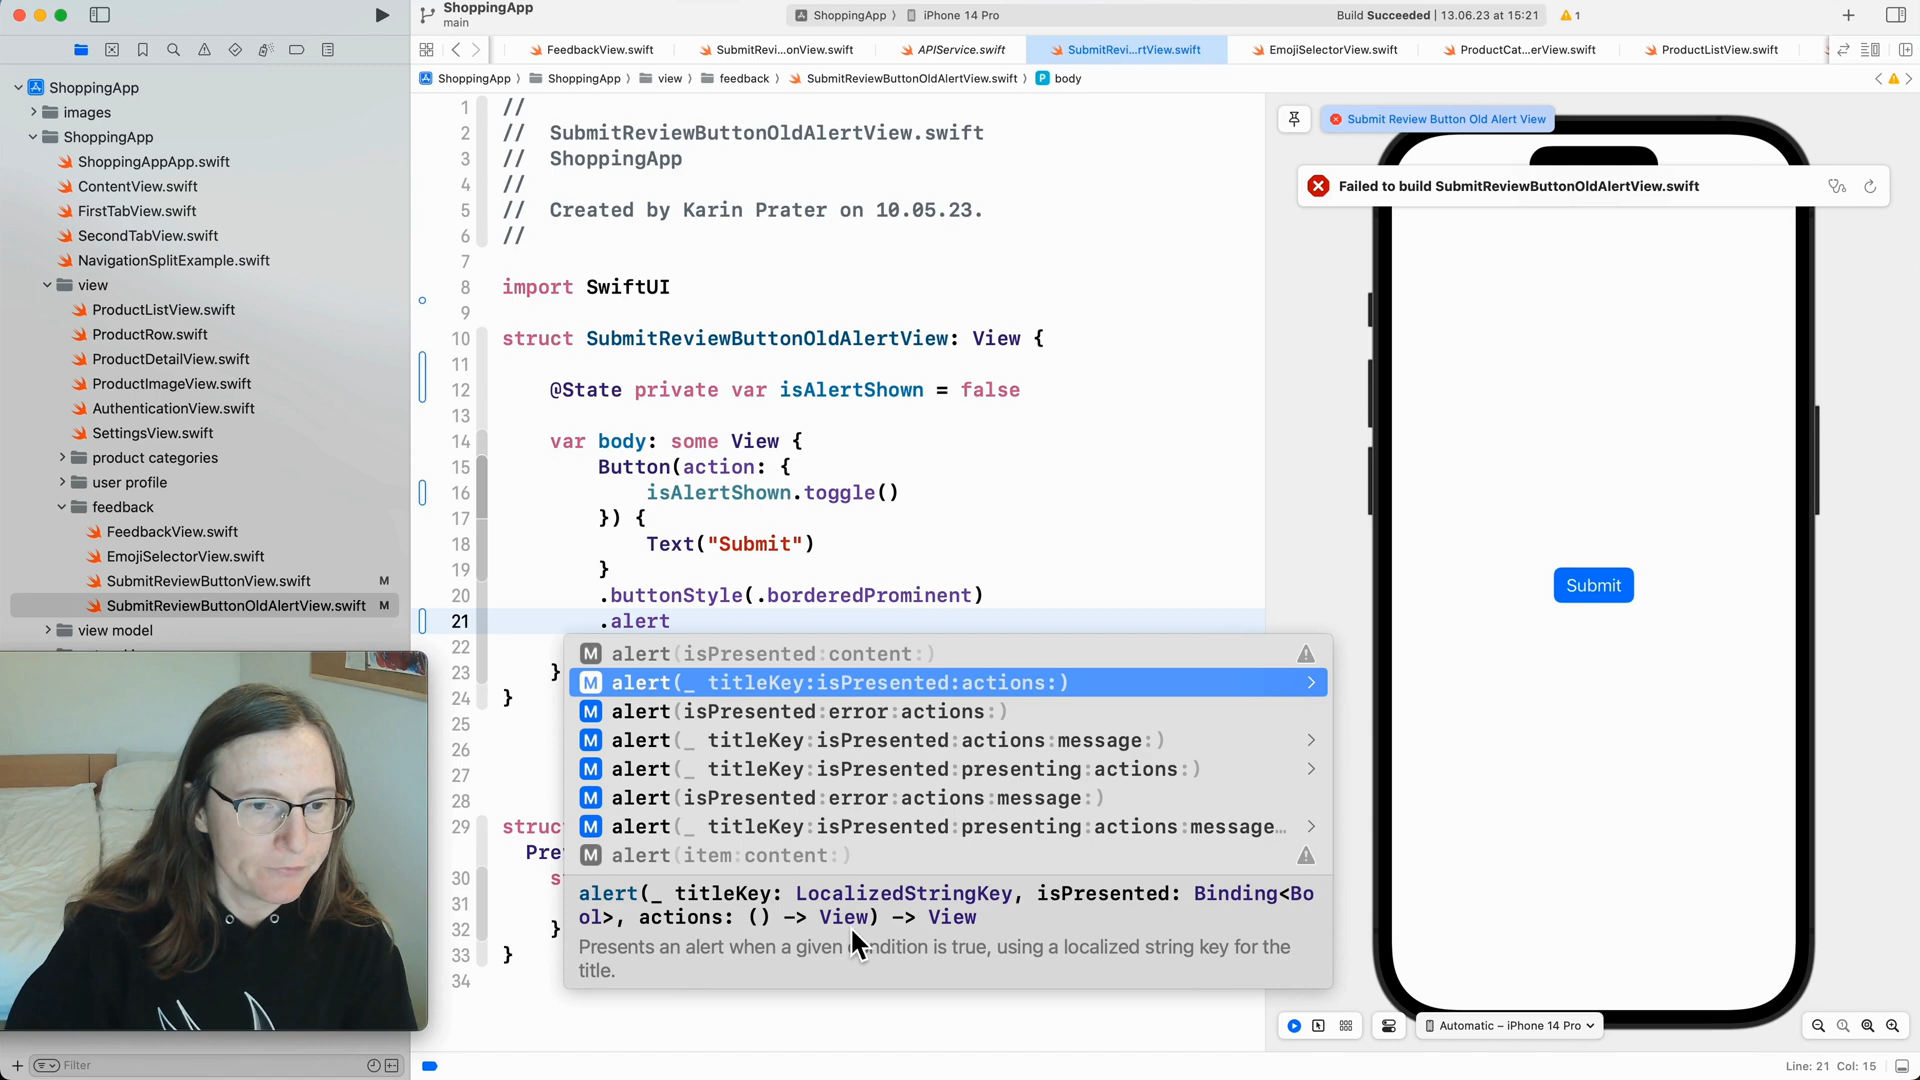 ShoppingApp
main
ShoppingApp 〉 iPhone 14 Pro
Build Succeeded | 13.06.23 at 15:21
1
FeedbackView.swift
SubmitRevi...onView.swift
APIService.swift
SubmitRevi...rtView.swift
EmojiSelectorView.swift
ProductCat...erView.swift
ProductListView.swift
ShoppingApp 〉 ShoppingApp 〉 view 〉 feedback 〉 SubmitReviewButtonOldAlertView.swift 〉 P body
ShoppingApp
images
ShoppingApp
ShoppingAppApp.swift
ContentView.swift
FirstTabView.swift
SecondTabView.swift
NavigationSplitExample.swift
view
ProductListView.swift
ProductRow.swift
ProductDetailView.swift
ProductImageView.swift
AuthenticationView.swift
SettingsView.swift
product categories
user profile
feedback
FeedbackView.swift
EmojiSelectorView.swift
SubmitReviewButtonView.swift M
SubmitReviewButtonOldAlertView.swift M
view model
Filter
1 //
2 // SubmitReviewButtonOldAlertView.swift
3 // ShoppingApp
4 //
5 // Created by Karin Prater on 10.05.23.
6 //
7
8 import SwiftUI
9
10 struct SubmitReviewButtonOldAlertView: View {
11
12 @State private var isAlertShown = false
13
14 var body: some View {
15 Button(action: {
16 isAlertShown.toggle()
17 }) {
18 Text("Submit")
19 }
20 .buttonStyle(.borderedProminent)
21 .alert
22
23 }
24 }
25
26
27
28
29 struc
Pre
30 s
31
32 }
33 }
34
M alert(isPresented:content:)
M alert(_ titleKey:isPresented:actions:)
M alert(isPresented:error:actions:)
M alert(_ titleKey:isPresented:actions:message:)
M alert(_ titleKey:isPresented:presenting:actions:)
M alert(isPresented:error:actions:message:)
M alert(_ titleKey:isPresented:presenting:actions:message…
M alert(item:content:)
alert(_ titleKey: LocalizedStringKey, isPresented: Binding<Bo
ol>, actions: () -> View) -> View
Presents an alert when a given condition is true, using a localized string key for the
title.
Submit Review Button Old Alert View
Failed to build SubmitReviewButtonOldAlertView.swift
Submit
Automatic – iPhone 14 Pro
Line: 21 Col: 15